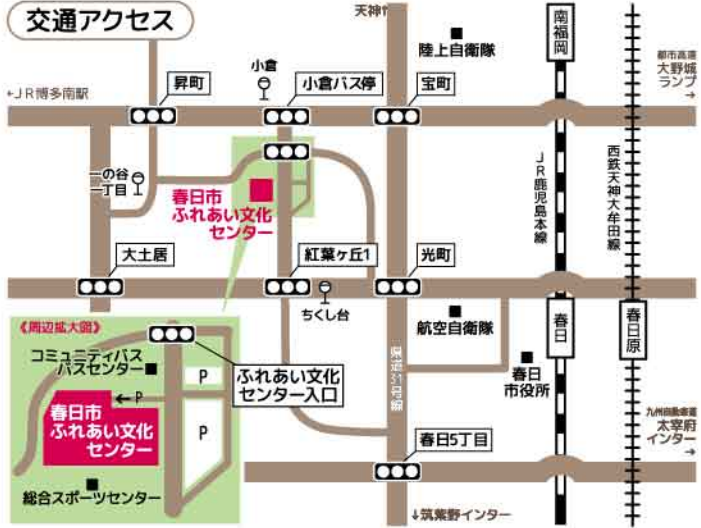 交通アクセス
天神
陸上自衛隊
南福岡
都市高速
大野城
ランプ
→
←JR博多南駅
昇町
小倉
小倉バス停
宝町
一の谷
一丁目
春日市
ふれあい文化
センター
JR鹿児島本線
西鉄天神大牟田線
大土居
紅葉ヶ丘1
光町
ちくし台
航空自衛隊
春日
春日原
春日
市役所
県道31号線
《周辺拡大図》
コミュニティバス
バスセンター
P
ふれあい文化
センター入口
←P
春日市
ふれあい文化
センター
P
総合スポーツセンター
春日5丁目
九州自動車道
太宰府
インター
→
↓筑紫野インター